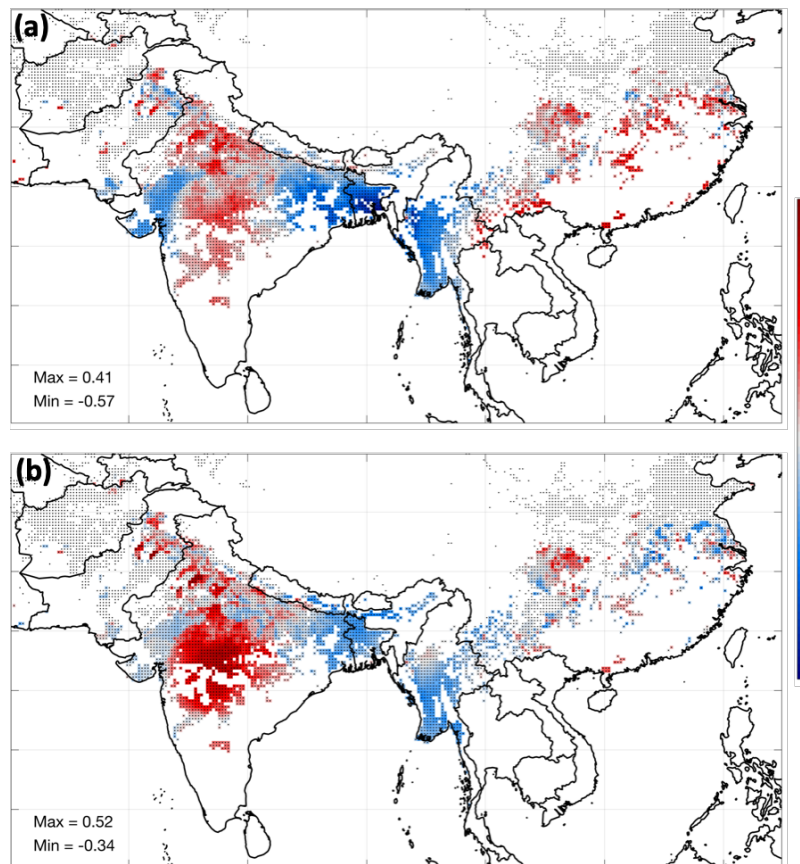 (a)
Max = 0.41
Min = -0.57
(b)
Max = 0.52
Min = -0.34